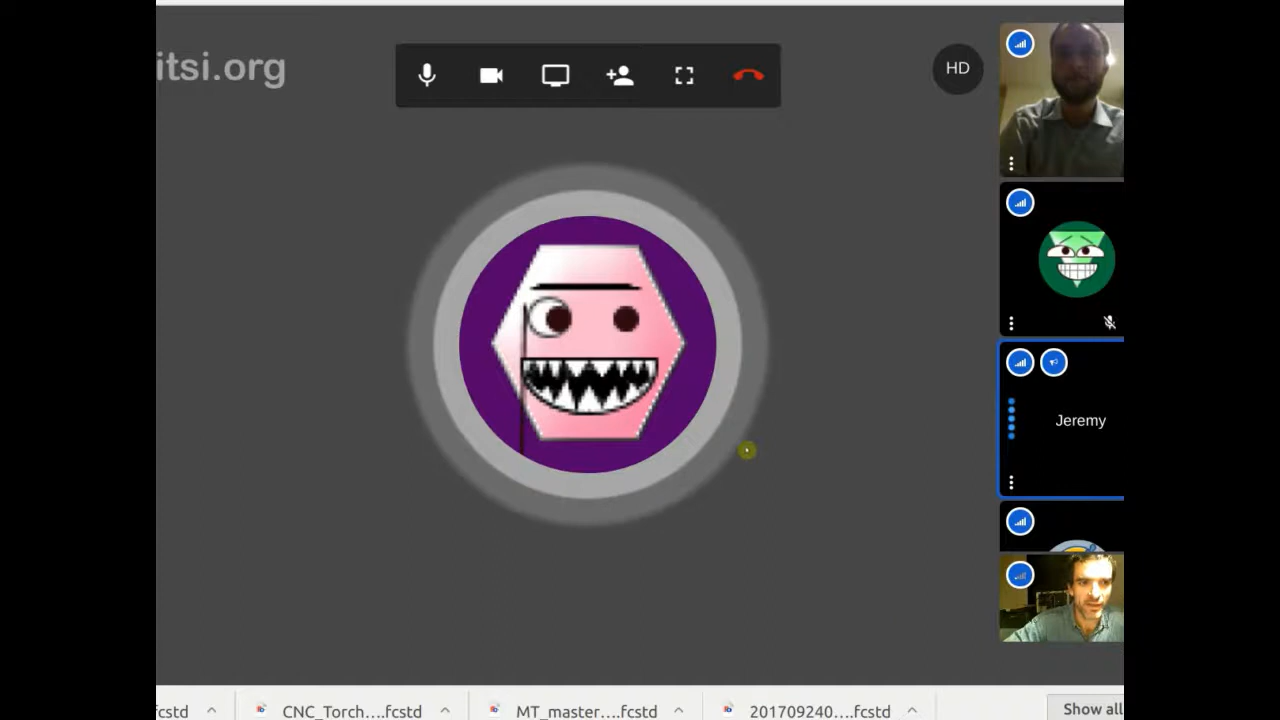 itsi.org
HD
Jeremy
fcstd
CNC_Torch....fcstd
MT_master....fcstd
201709240....fcstd
Show all